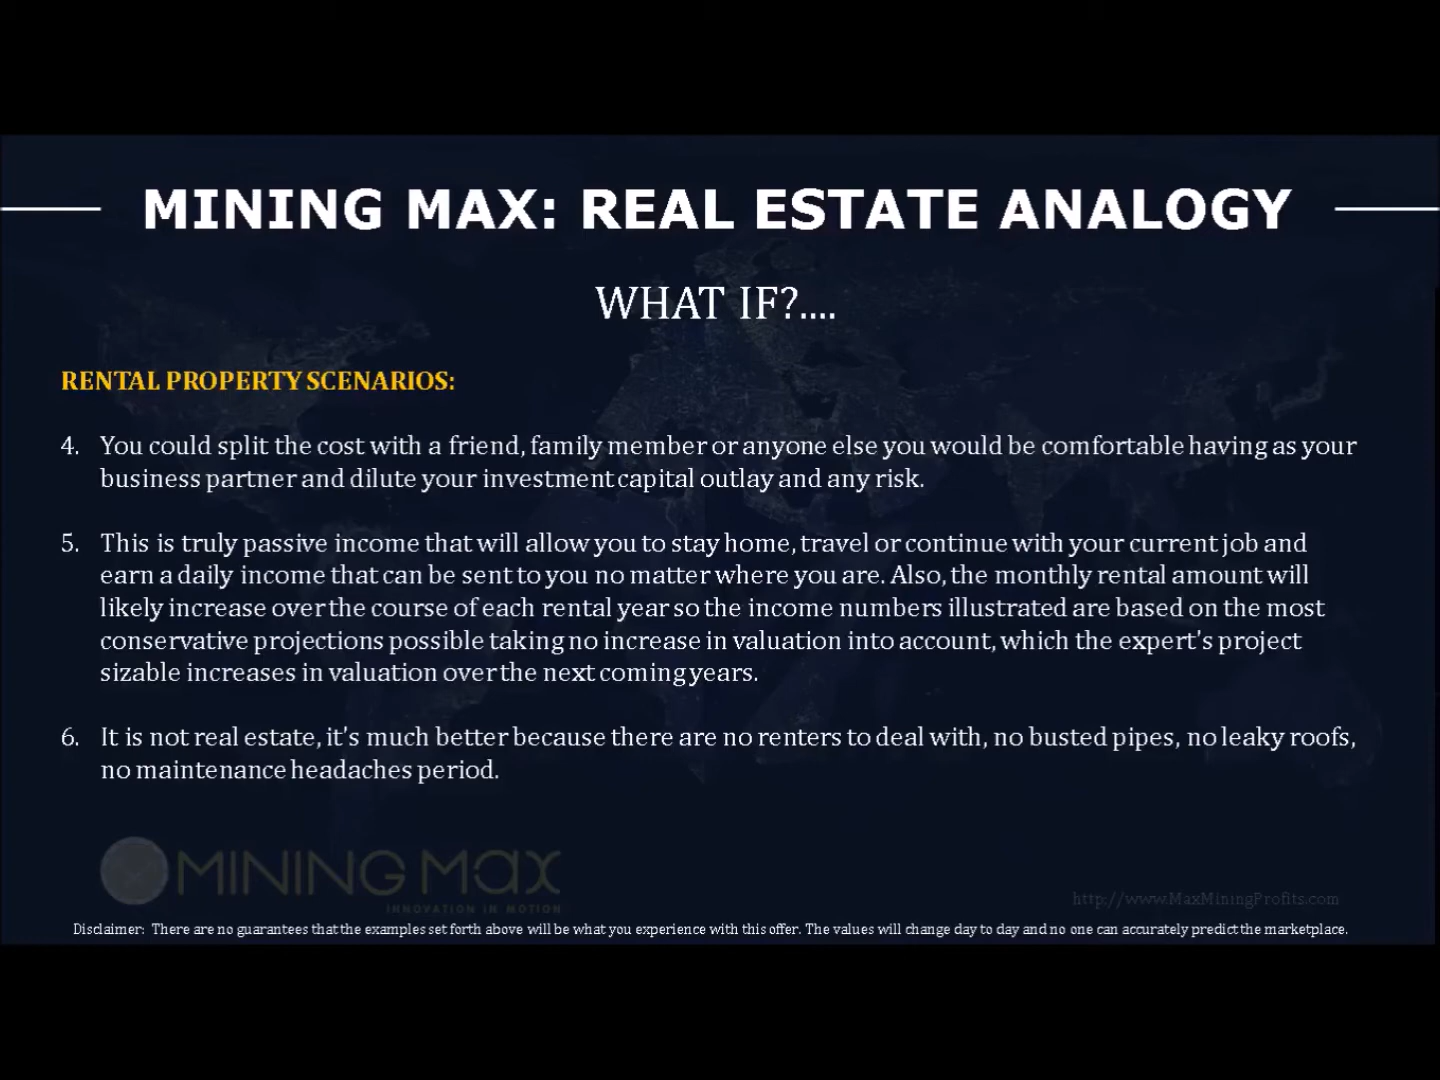 MINING MAX: REAL ESTATE ANALOGY
WHAT IF?....
RENTAL PROPERTY SCENARIOS:
4. You could split the cost with a friend, family member or anyone else you would be comfortable having as your
business partner and dilute your investment capital outlay and any risk.
5. This is truly passive income that will allow you to stay home, travel or continue with your current job and
earn a daily income that can be sent to you no matter where you are. Also, the monthly rental amount will
likely increase over the course of each rental year so the income numbers illustrated are based on the most
conservative projections possible taking no increase in valuation into account, which the expert's project
sizable increases in valuation over the next coming years.
6. It is not real estate, it's much better because there are no renters to deal with, no busted pipes, no leaky roofs,
no maintenance headaches period.
MINING MAX
INNOVATION IN MOTION
http://www.MaxMiningProfits.com
Disclaimer: There are no guarantees that the examples set forth above will be what you experience with this offer. The values will change day to day and no one can accurately predict the marketplace.